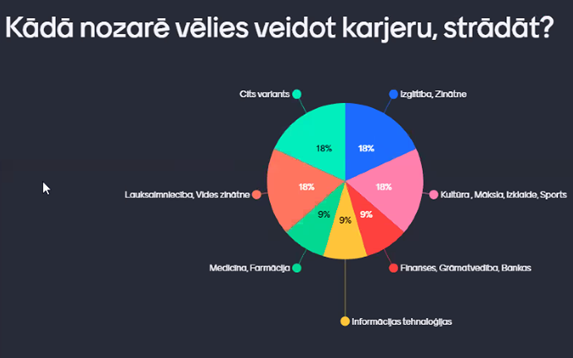 Kādā nozarē vēlies veidot karjeru, strādāt?
Cits variants
Izglītība, Zinātne
18%
18%
Lauksaimniecība, Vides zinātne
18%
18%
Kultūra, Māksla, Izklaide, Sports
9%
9%
9%
Medicīna, Farmācija
Finanses, Grāmatvedība, Bankas
Informācijas tehnaloģijas